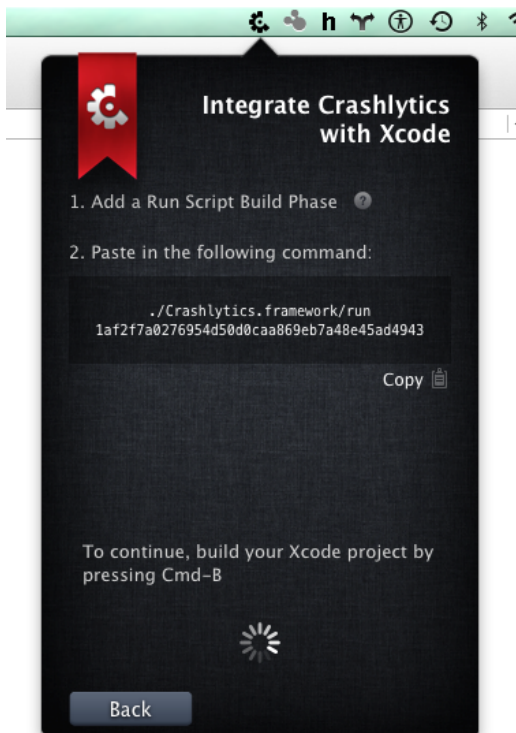 h
Integrate Crashlytics
with Xcode
1. Add a Run Script Build Phase ?
2. Paste in the following command:
./Crashlytics.framework/run
1af2f7a0276954d50d0caa869eb7a48e45ad4943
Copy
To continue, build your Xcode project by
pressing Cmd-B
Back